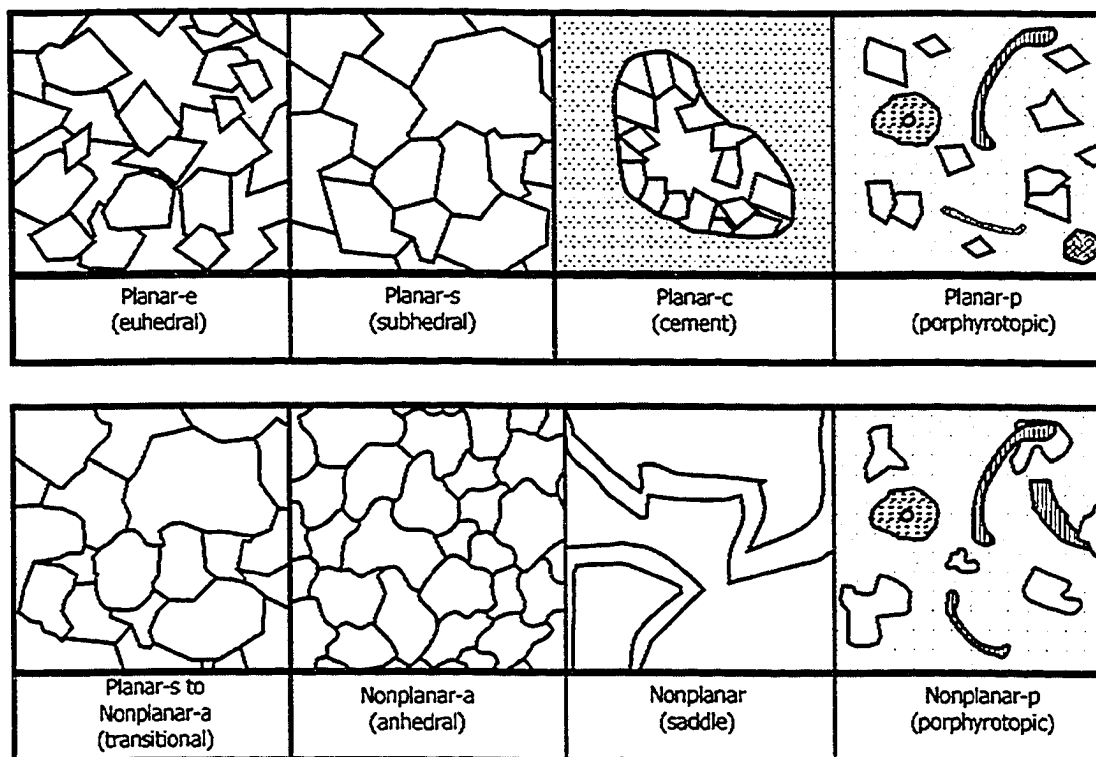 Planar-e
(euhedral)
Planar-s
(subhedral)
Planar-c
(cement)
Planar-p
(porphyrotopic)
Planar-s to
Nonplanar-a
(transitional)
Nonplanar-a
(anhedral)
Nonplanar
(saddle)
Nonplanar-p
(porphyrotopic)